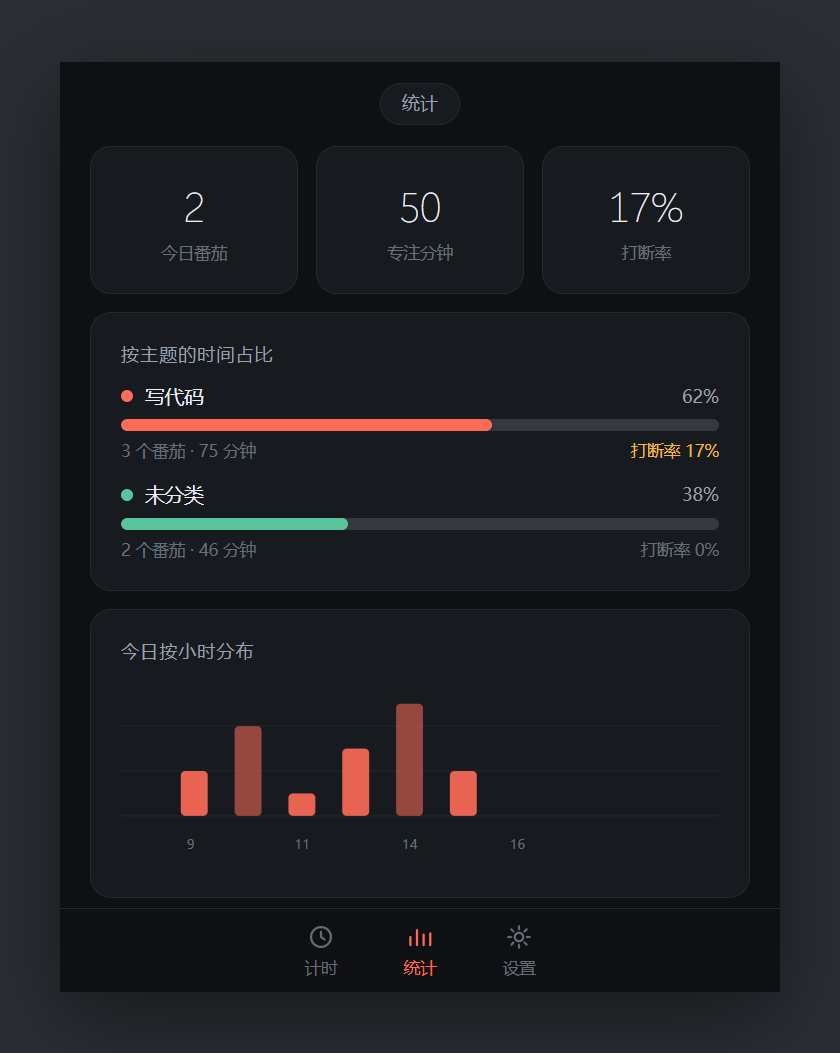 统计
2 50 17%
今日番茄 专注分钟 打断率
按主题的时间占比
写代码 62%
3 个番茄 · 75 分钟 打断率 17%
未分类 38%
2 个番茄 · 46 分钟 打断率 0%
今日按小时分布
9 11 14 16
计时 统计 设置